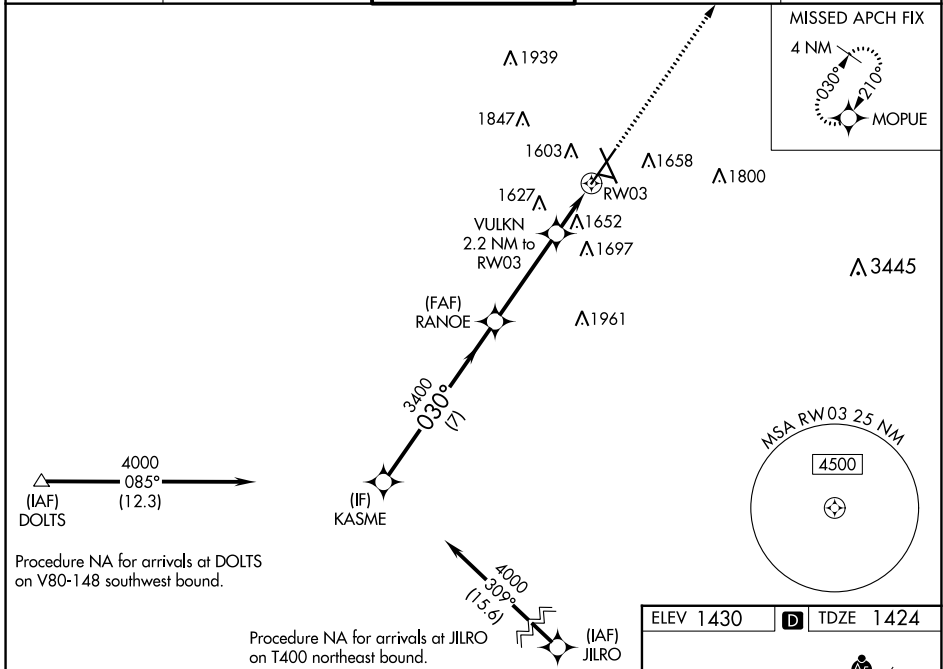 MISSED APCH FIX
4 NM
030°
210°
MOPUE
1939
1847
1603
1658
1800
RW03
1627
VULKN
2.2 NM to
RW03
1652
1697
3445
(FAF)
RANOE
1961
3400
030°
(7)
MSA RW03 25 NM
4500
4000
085°
(12.3)
(IAF)
DOLTS
(IF)
KASME
Procedure NA for arrivals at DOLTS
on V80-148 southwest bound.
4000
309°
(15.6)
Procedure NA for arrivals at JILRO
on T400 northeast bound.
(IAF)
JILRO
ELEV 1430
D
TDZE 1424